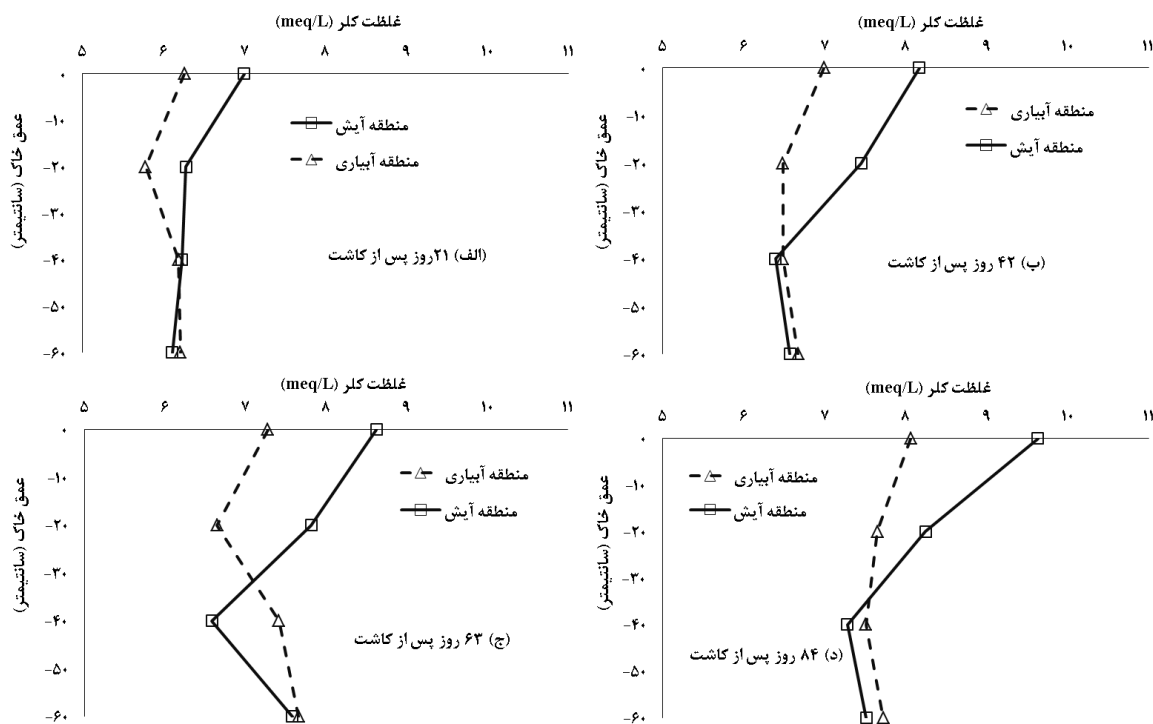 غلظت کلر (meq/L)
۵ ۶ ۷ ۸ ۹ ۱۰ ۱۱
۰
-۱۰
-۲۰
-۳۰
-۴۰
-۵۰
-۶۰
عمق خاک (سانتیمتر)
منطقه آبیاری
منطقه آیش
(ب) ۴۲ روز پس از کاشت
غلظت کلر (meq/L)
۵ ۶ ۷ ۸ ۹ ۱۰ ۱۱
۰
-۱۰
-۲۰
-۳۰
-۴۰
-۵۰
-۶۰
عمق خاک (سانتیمتر)
منطقه آیش
منطقه آبیاری
(الف) ۲۱روز پس از کاشت
غلظت کلر (meq/L)
۵ ۶ ۷ ۸ ۹ ۱۰ ۱۱
۰
-۱۰
-۲۰
-۳۰
-۴۰
-۵۰
-۶۰
عمق خاک (سانتیمتر)
منطقه آبیاری
منطقه آیش
(د) ۸۴ روز پس از کاشت
غلظت کلر (meq/L)
۵ ۶ ۷ ۸ ۹ ۱۰ ۱۱
۰
-۱۰
-۲۰
-۳۰
-۴۰
-۵۰
-۶۰
عمق خاک (سانتیمتر)
منطقه آبیاری
منطقه آیش
(ج) ۶۳ روز پس از کاشت